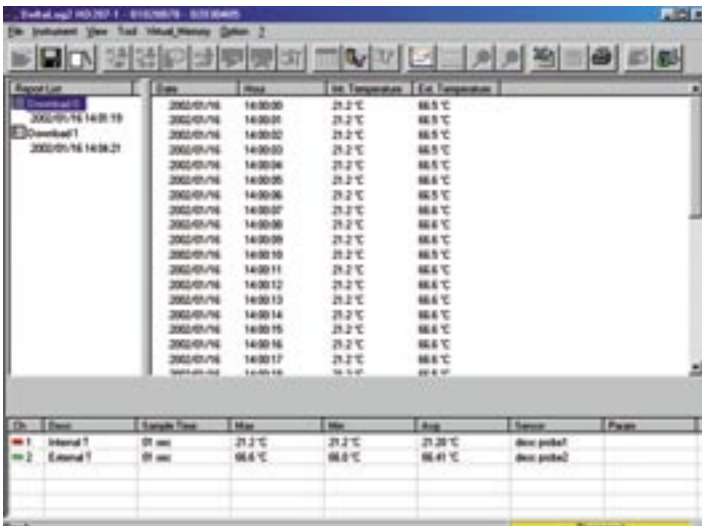 File Instrument View Tool Virtual_Memory Option ?
Report List
Download 0
2002/01/16 14:01:19
Download 1
2002/01/16 14:04:21
Date Hour Int. Temperature Ext. Temperature
2002/01/16 14:00:00 21.2 °C 66.5 °C
2002/01/16 14:00:01 21.2 °C 66.5 °C
2002/01/16 14:00:02 21.2 °C 66.5 °C
2002/01/16 14:00:03 21.2 °C 66.5 °C
2002/01/16 14:00:04 21.2 °C 66.6 °C
2002/01/16 14:00:05 21.2 °C 66.6 °C
2002/01/16 14:00:06 21.2 °C 66.5 °C
2002/01/16 14:00:07 21.2 °C 66.6 °C
2002/01/16 14:00:08 21.2 °C 66.6 °C
2002/01/16 14:00:09 21.2 °C 66.6 °C
2002/01/16 14:00:10 21.2 °C 66.5 °C
2002/01/16 14:00:11 21.2 °C 66.6 °C
2002/01/16 14:00:12 21.2 °C 66.6 °C
2002/01/16 14:00:13 21.2 °C 66.6 °C
2002/01/16 14:00:14 21.2 °C 66.6 °C
2002/01/16 14:00:15 21.2 °C 66.6 °C
2002/01/16 14:00:16 21.2 °C 66.6 °C
2002/01/16 14:00:17 21.2 °C 66.6 °C
Ch. Descr. Sample Time Max Min Avg Sensor Param
1 Internal T 01 sec 21.2 °C 21.2 °C 21.20 °C descr.probe1
2 External T 01 sec 66.6 °C 66.0 °C 66.41 °C descr.probe2